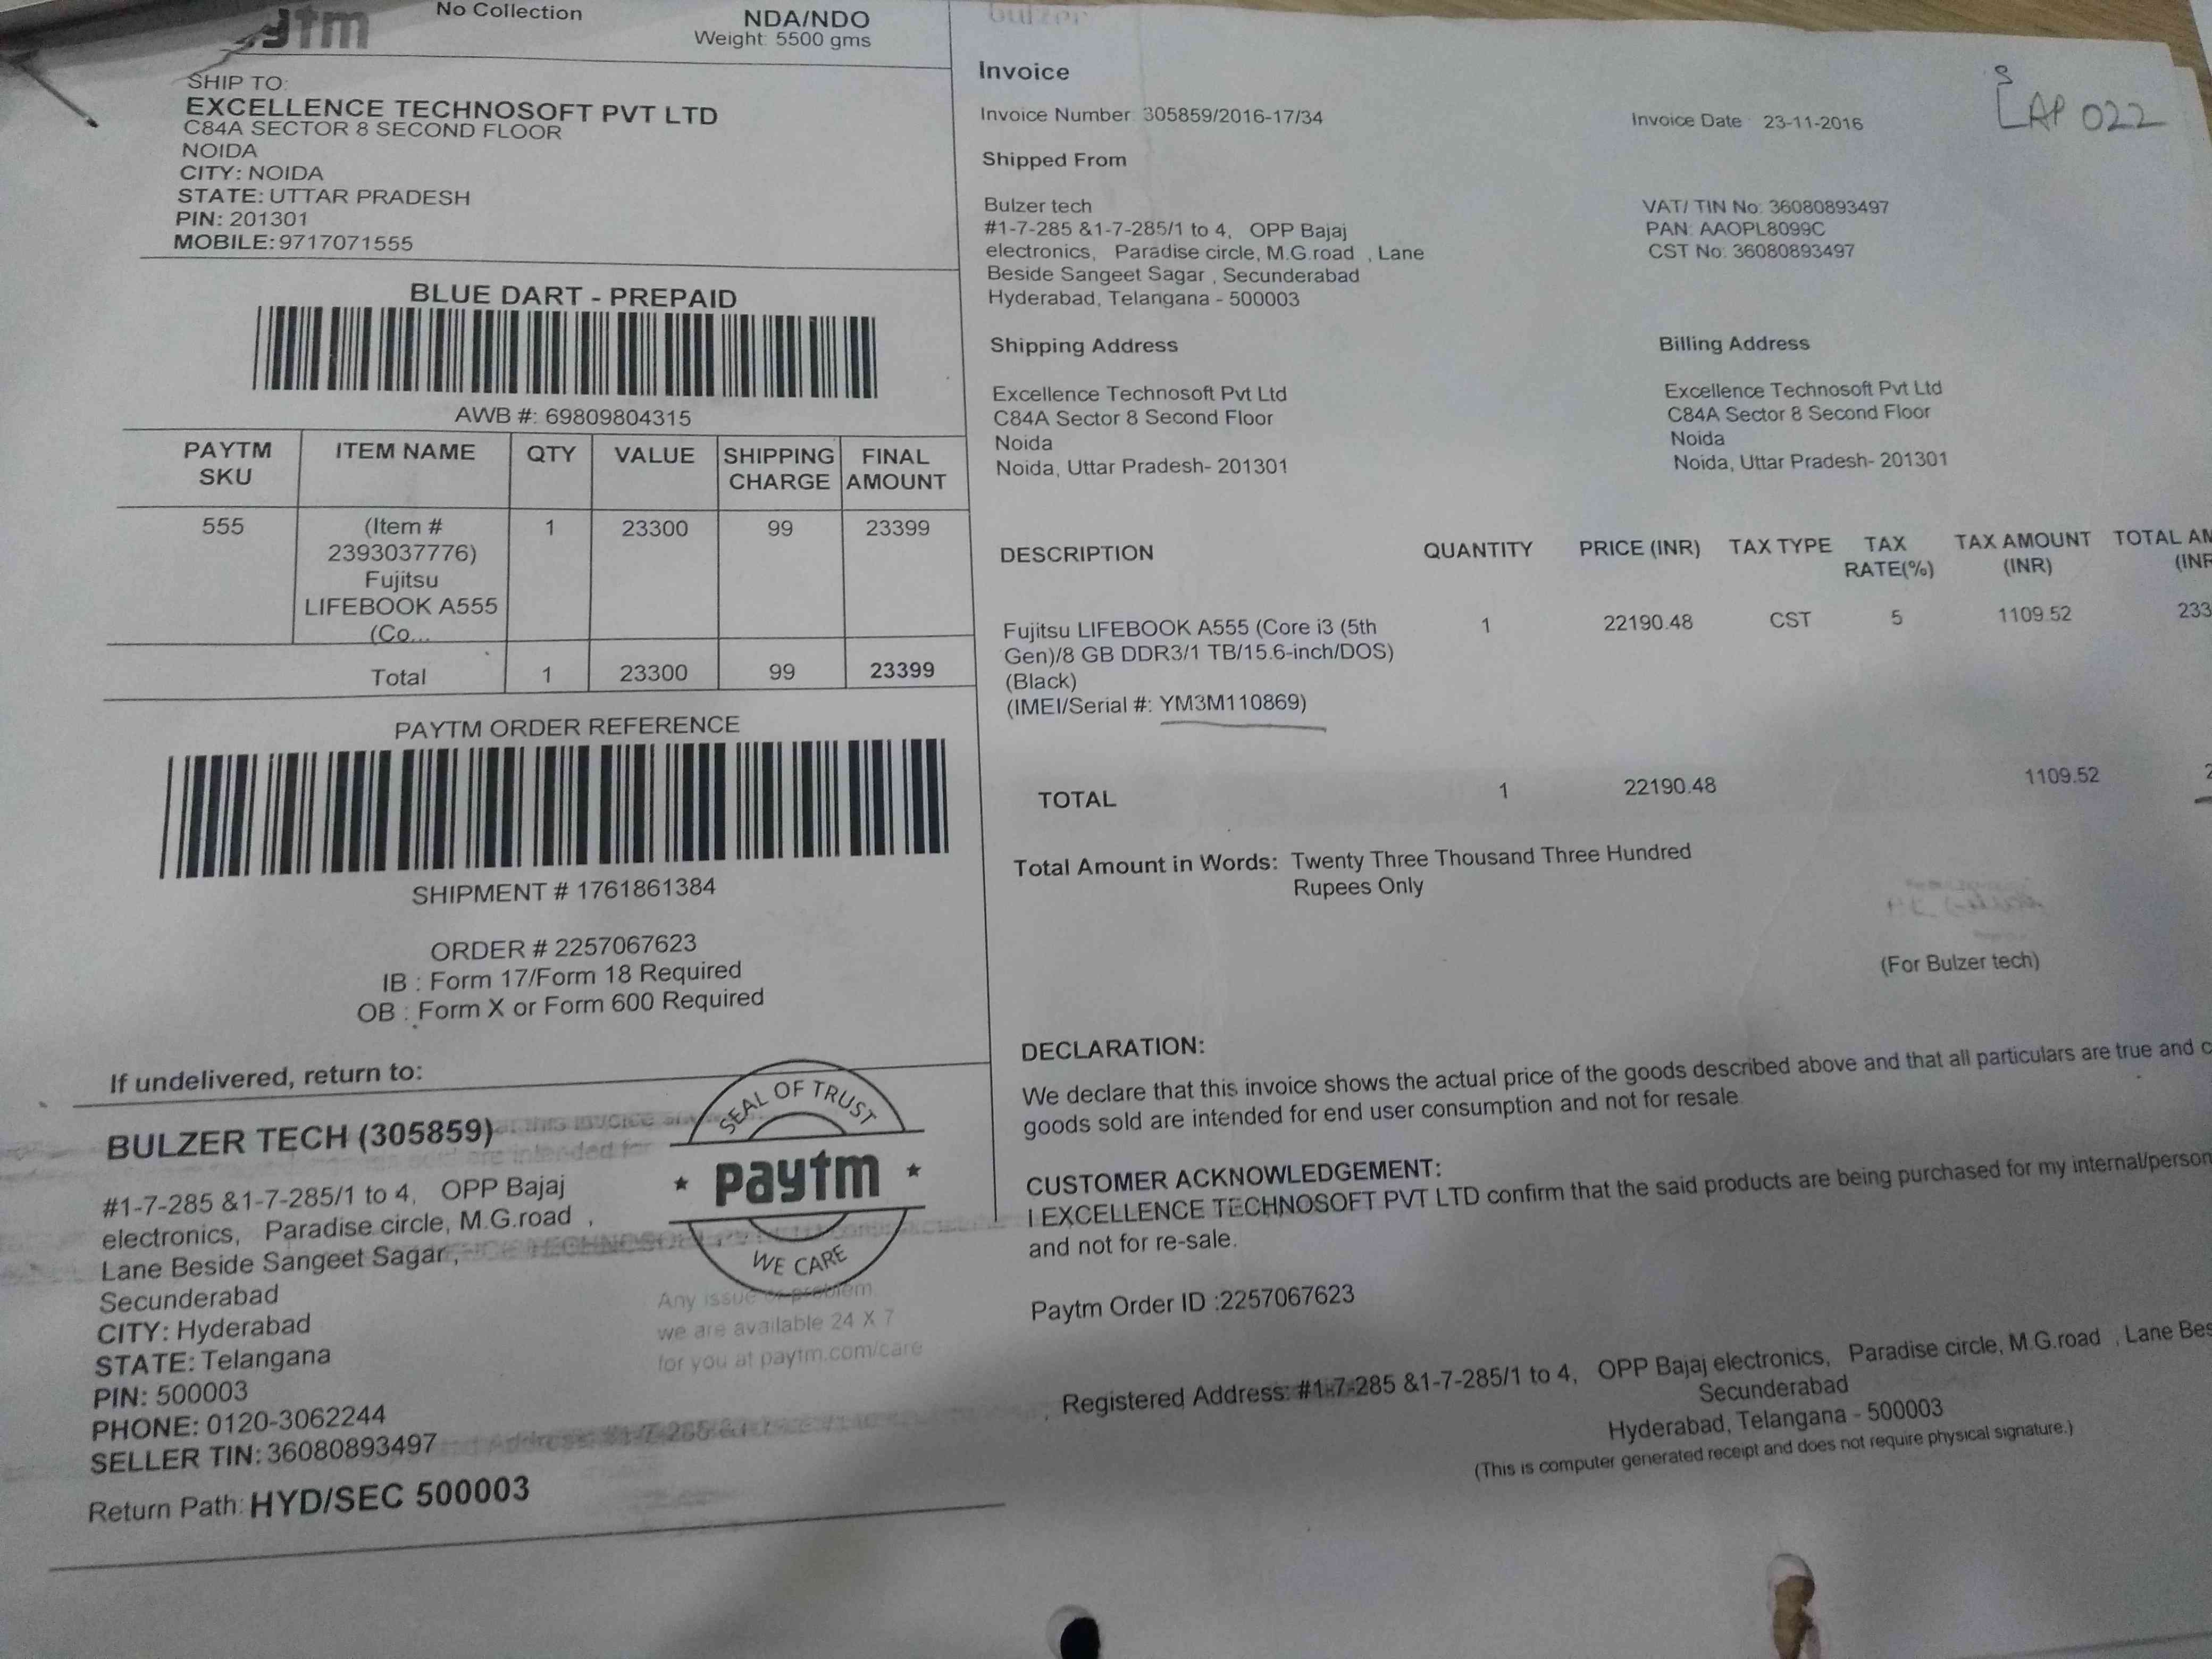 No Collection
NDA/NDO
Weight: 5500 gms
SHIP TO:
EXCELLENCE TECHNOSOFT PVT LTD
C84A SECTOR 8 SECOND FLOOR
NOIDA
CITY: NOIDA
STATE: UTTAR PRADESH
PIN: 201301
MOBILE: 9717071555
BLUE DART - PREPAID
AWB #: 69809804315
PAYTM SKU ITEM NAME QTY VALUE SHIPPING CHARGE FINAL AMOUNT
555 (Item # 1 23300 99 23399
2393037776)
Fujitsu
LIFEBOOK A555
(Co...
Total 1 23300 99 23399
PAYTM ORDER REFERENCE
SHIPMENT # 1761861384
ORDER # 2257067623
IB : Form 17/Form 18 Required
OB : Form X or Form 600 Required
If undelivered, return to:
BULZER TECH (305859)
#1-7-285 &1-7-285/1 to 4, OPP Bajaj
electronics, Paradise circle, M.G.road ,
Lane Beside Sangeet Sagar ,
Secunderabad
CITY: Hyderabad
STATE: Telangana
PIN: 500003
PHONE: 0120-3062244
SELLER TIN: 36080893497
Return Path: HYD/SEC 500003
SEAL OF TRUST
paytm
WE CARE
Any issue or problem
we are available 24 X 7
for you at paytm.com/care
bulzer
Invoice
Invoice Number 305859/2016-17/34
Invoice Date 23-11-2016
LAP 022
Shipped From
Bulzer tech
#1-7-285 &1-7-285/1 to 4, OPP Bajaj
electronics, Paradise circle, M.G.road , Lane
Beside Sangeet Sagar , Secunderabad
Hyderabad, Telangana - 500003
VAT/ TIN No: 36080893497
PAN: AAOPL8099C
CST No: 36080893497
Shipping Address
Excellence Technosoft Pvt Ltd
C84A Sector 8 Second Floor
Noida
Noida, Uttar Pradesh- 201301
Billing Address
Excellence Technosoft Pvt Ltd
C84A Sector 8 Second Floor
Noida
Noida, Uttar Pradesh- 201301
DESCRIPTION QUANTITY PRICE (INR) TAX TYPE TAX RATE(%) TAX AMOUNT (INR) TOTAL
Fujitsu LIFEBOOK A555 (Core i3 (5th 1 22190.48 CST 5 1109.52 233
Gen)/8 GB DDR3/1 TB/15.6-inch/DOS)
(Black)
(IMEI/Serial #: YM3M110869)
TOTAL 1 22190.48 1109.52
Total Amount in Words: Twenty Three Thousand Three Hundred
Rupees Only
(For Bulzer tech)
DECLARATION:
We declare that this invoice shows the actual price of the goods described above and that all particulars are true and
goods sold are intended for end user consumption and not for resale
CUSTOMER ACKNOWLEDGEMENT:
I EXCELLENCE TECHNOSOFT PVT LTD confirm that the said products are being purchased for my internal/person
and not for re-sale.
Paytm Order ID :2257067623
Registered Address: #1-7-285 &1-7-285/1 to 4, OPP Bajaj electronics, Paradise circle, M.G.road , Lane Bes
Secunderabad
Hyderabad, Telangana - 500003
(This is computer generated receipt and does not require physical signature.)